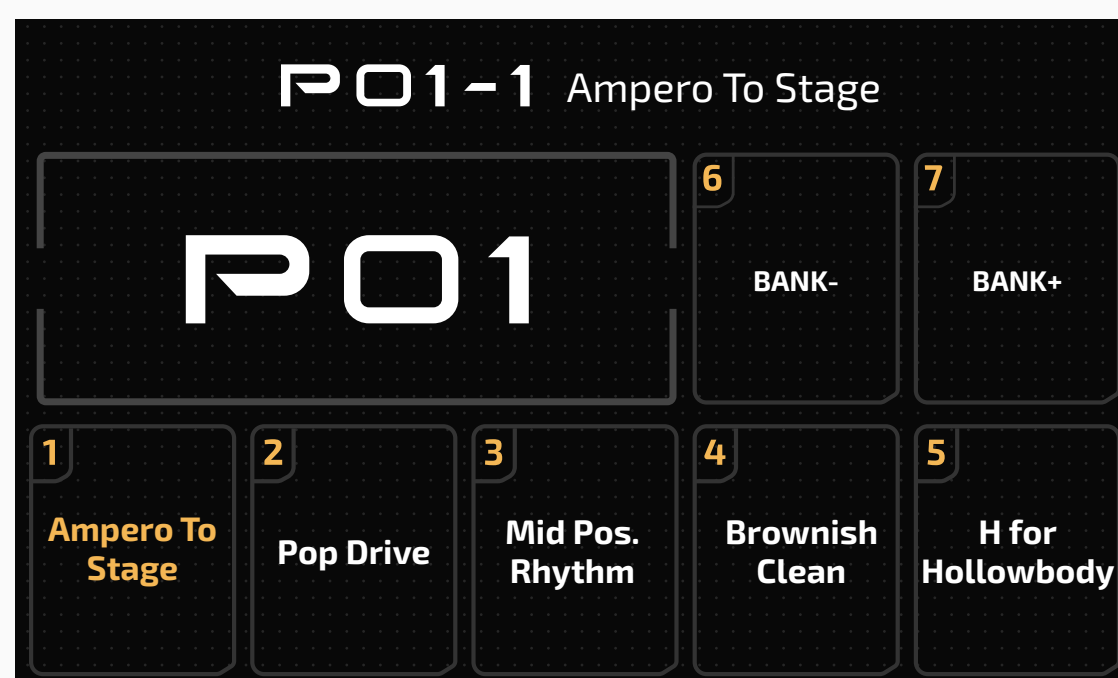 P01-1 Ampero To Stage
P01
6
BANK-
7
BANK+
1
Ampero To
Stage
2
Pop Drive
3
Mid Pos.
Rhythm
4
Brownish
Clean
5
H for
Hollowbody